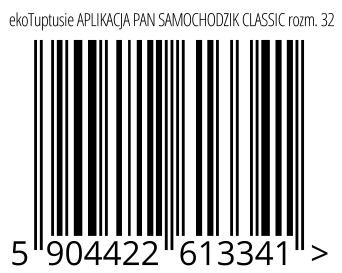 ekoTuptusie APLIKACJA PAN SAMOCHODZIK CLASSIC rozm. 32
5 904422 613341 >